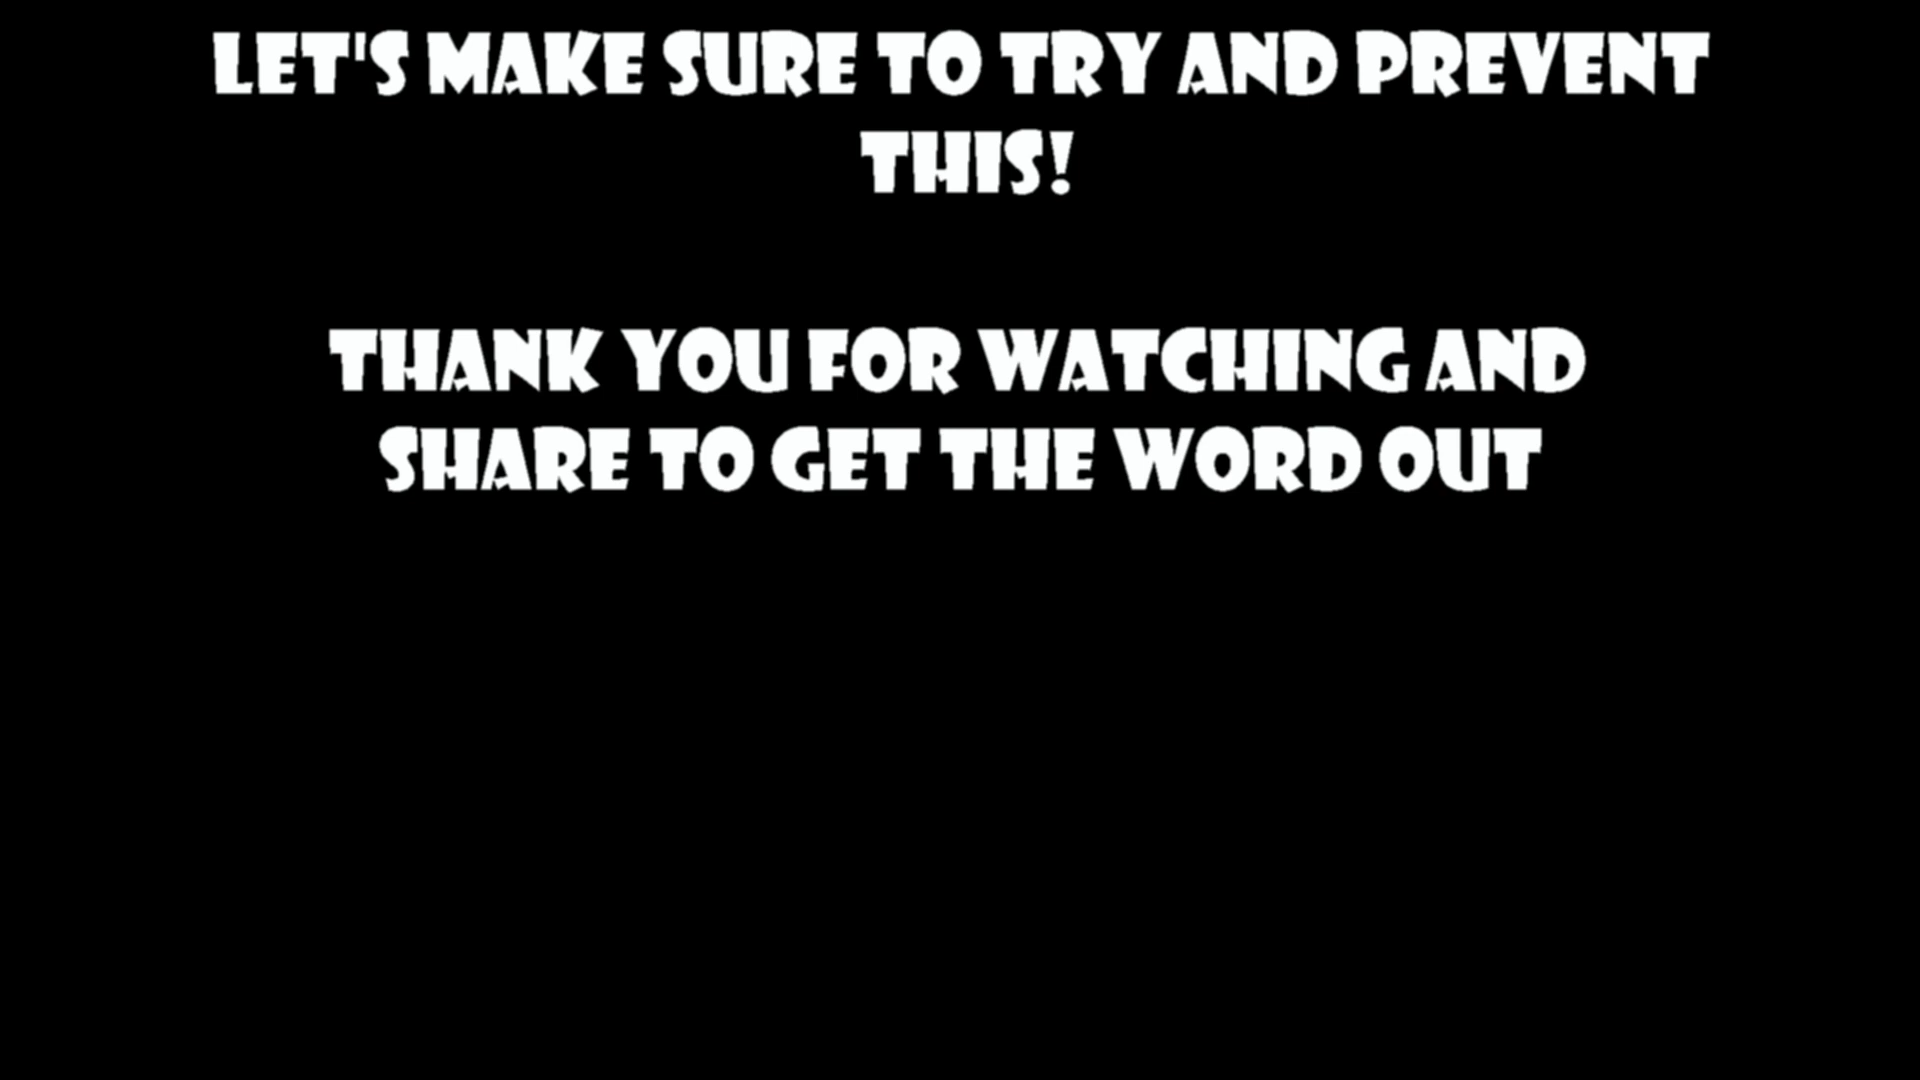 LET'S MAKE SURE TO TRY AND PREVENT
THIS!
THANK YOU FOR WATCHING AND
SHARE TO GET THE WORD OUT